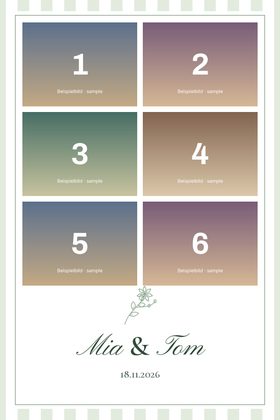 1
2
Beispielbild · sample
Beispielbild · sample
3
4
Beispielbild · sample
Beispielbild · sample
5
6
Beispielbild · sample
Beispielbild · sample
Mia & Tom
18.11.2026